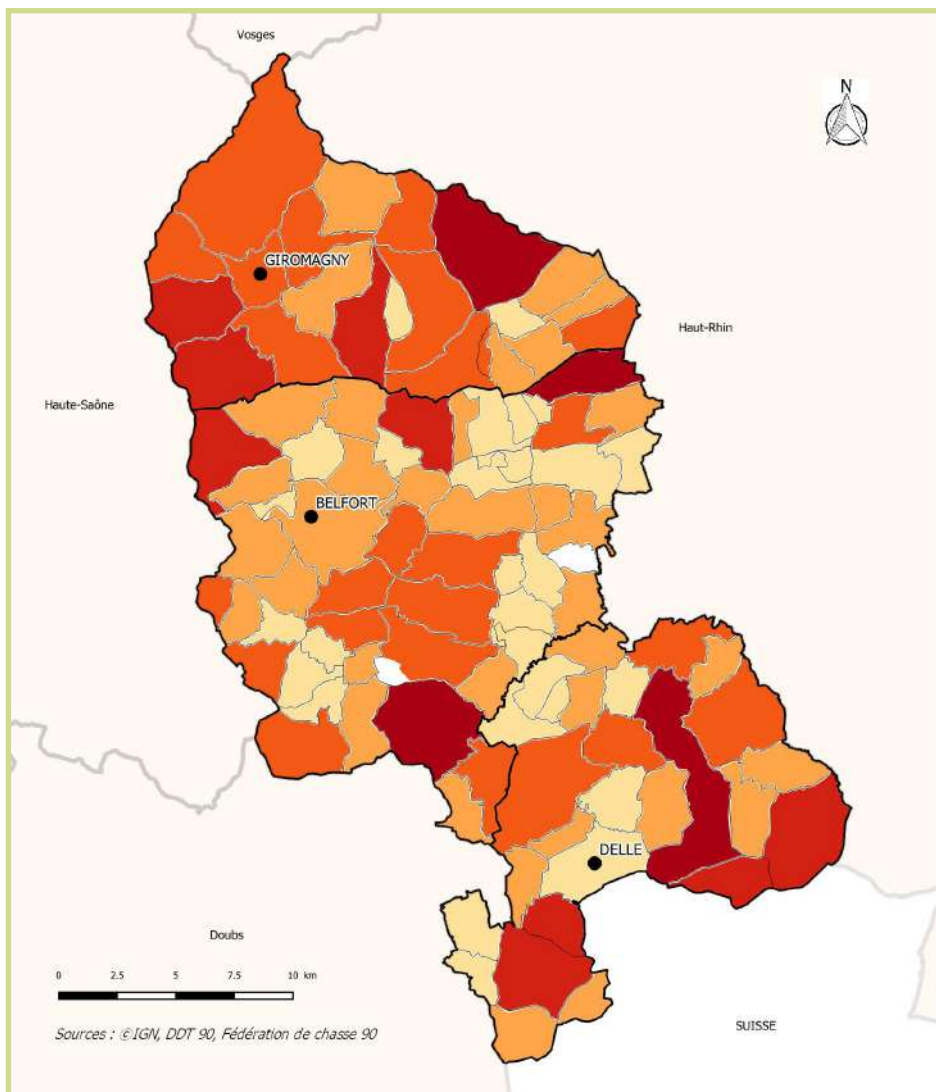 Vosges
N
GIROMAGNY
Haut-Rhin
Haute-Saône
BELFORT
DELLE
Doubs
0 2.5 5 7.5 10 km
SUISSE
Sources : ©IGN, DDT 90, Fédération de chasse 90